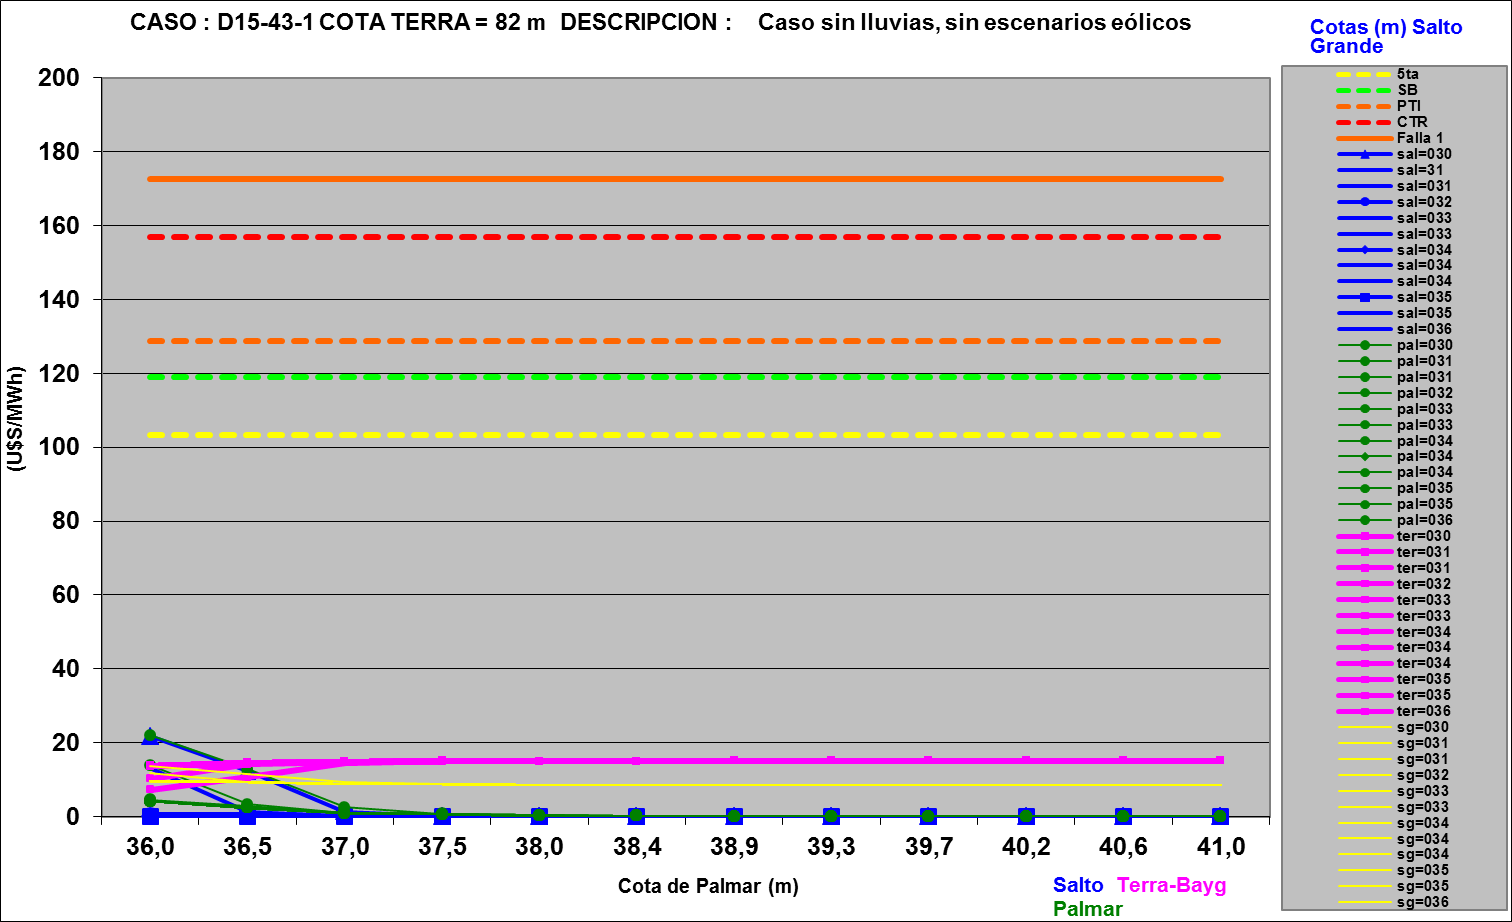 CASO : D15-43-1 COTA TERRA = 82 m DESCRIPCION : Caso sin lluvias, sin escenarios eólicos
Cotas (m) Salto
Grande
200
180
160
140
120
100
80
60
40
20
0
(U$S/MWh)
36,0 36,5 37,0 37,5 38,0 38,4 38,9 39,3 39,7 40,2 40,6 41,0
Cota de Palmar (m)
Salto Terra-Bayg
Palmar
5ta
SB
PTI
CTR
Falla 1
sal=030
sal=31
sal=031
sal=032
sal=033
sal=033
sal=034
sal=034
sal=034
sal=035
sal=035
sal=036
pal=030
pal=031
pal=031
pal=032
pal=033
pal=033
pal=034
pal=034
pal=034
pal=035
pal=035
pal=036
ter=030
ter=031
ter=031
ter=032
ter=033
ter=033
ter=034
ter=034
ter=034
ter=035
ter=035
ter=036
sg=030
sg=031
sg=031
sg=032
sg=033
sg=033
sg=034
sg=034
sg=034
sg=035
sg=035
sg=036